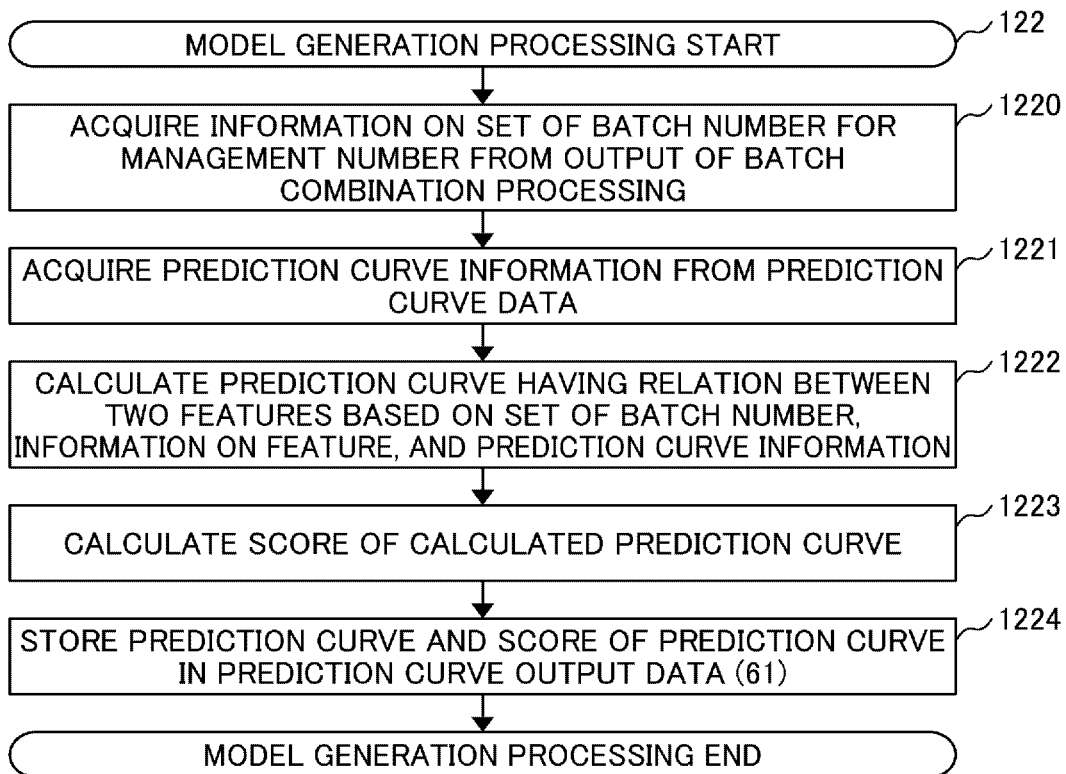 122
MODEL GENERATION PROCESSING START
1220
ACQUIRE INFORMATION ON SET OF BATCH NUMBER FOR
MANAGEMENT NUMBER FROM OUTPUT OF BATCH
COMBINATION PROCESSING
1221
ACQUIRE PREDICTION CURVE INFORMATION FROM PREDICTION
CURVE DATA
1222
CALCULATE PREDICTION CURVE HAVING RELATION BETWEEN
TWO FEATURES BASED ON SET OF BATCH NUMBER,
INFORMATION ON FEATURE, AND PREDICTION CURVE INFORMATION
1223
CALCULATE SCORE OF CALCULATED PREDICTION CURVE
1224
STORE PREDICTION CURVE AND SCORE OF PREDICTION CURVE
IN PREDICTION CURVE OUTPUT DATA (61)
MODEL GENERATION PROCESSING END